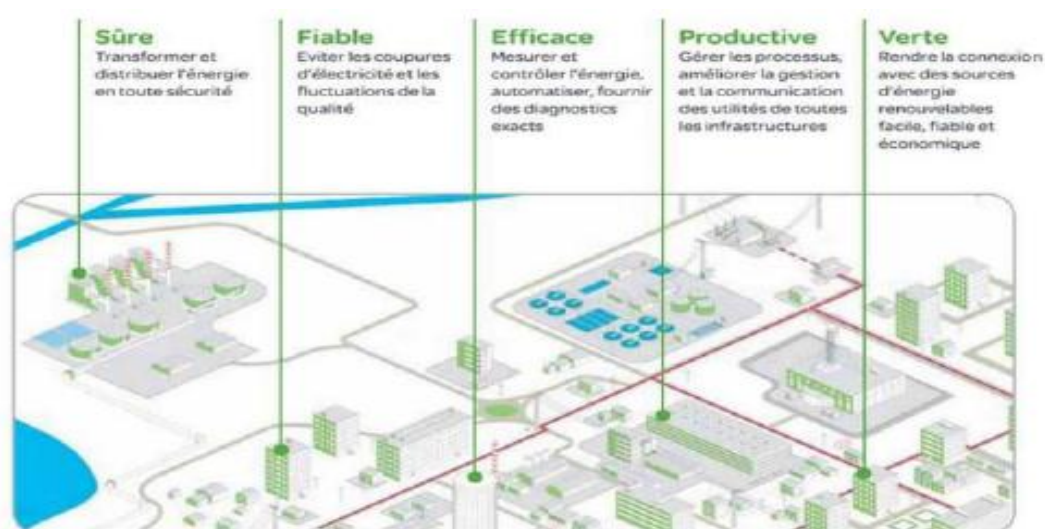 Sûre
Transformer et
distribuer l'énergie
en toute sécurité
Fiable
Eviter les coupures
d'électricité et les
fluctuations de la
qualité
Efficace
Mesurer et
contrôler l'énergie,
automatiser, fournir
des diagnostics
exacts
Productive
Gérer les processus,
améliorer la gestion
et la communication
des utilités de toutes
les infrastructures
Verte
Rendre la connexion
avec des sources
d'énergie
renouvelables
facile, fiable et
économique